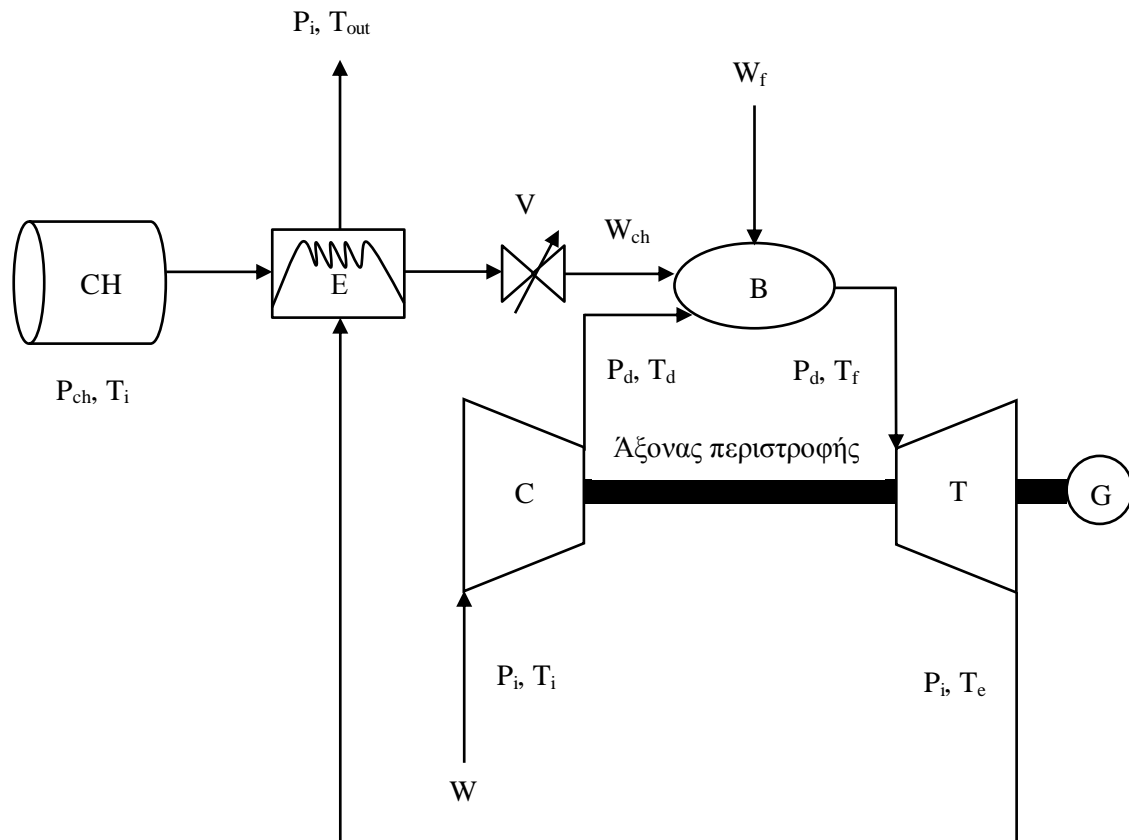 P_i, T_out
W_f
V
W_ch
CH
E
B
P_d, T_d
P_d, T_f
P_ch, T_i
Άξονας περιστροφής
C
T
G
P_i, T_i
P_i, T_e
W